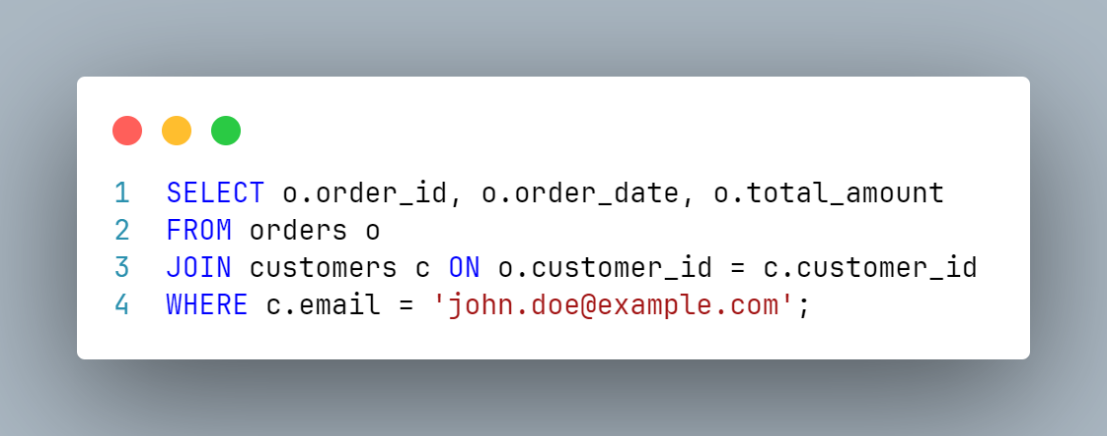 1 SELECT o.order_id, o.order_date, o.total_amount
2 FROM orders o
3 JOIN customers c ON o.customer_id = c.customer_id
4 WHERE c.email = 'john.doe@example.com';